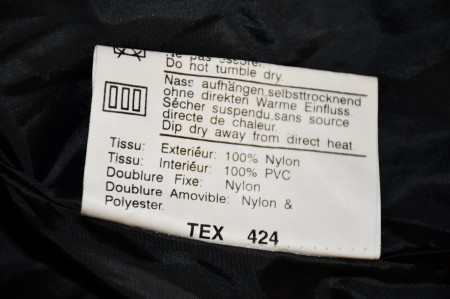 Ne pas
Do not tumble dry.
Nass aufhängen,selbsttrocknend
ohne direkten Warme Einfluss.
Sécher suspendu,sans source
directe de chaleur.
Dip dry away from direct heat.
Tissu: Exteriéur: 100% Nylon
Tissu: Interiéur: 100% PVC
Doublure Fixe: Nylon
Doublure Amovible: Nylon &
Polyester.
TEX 424